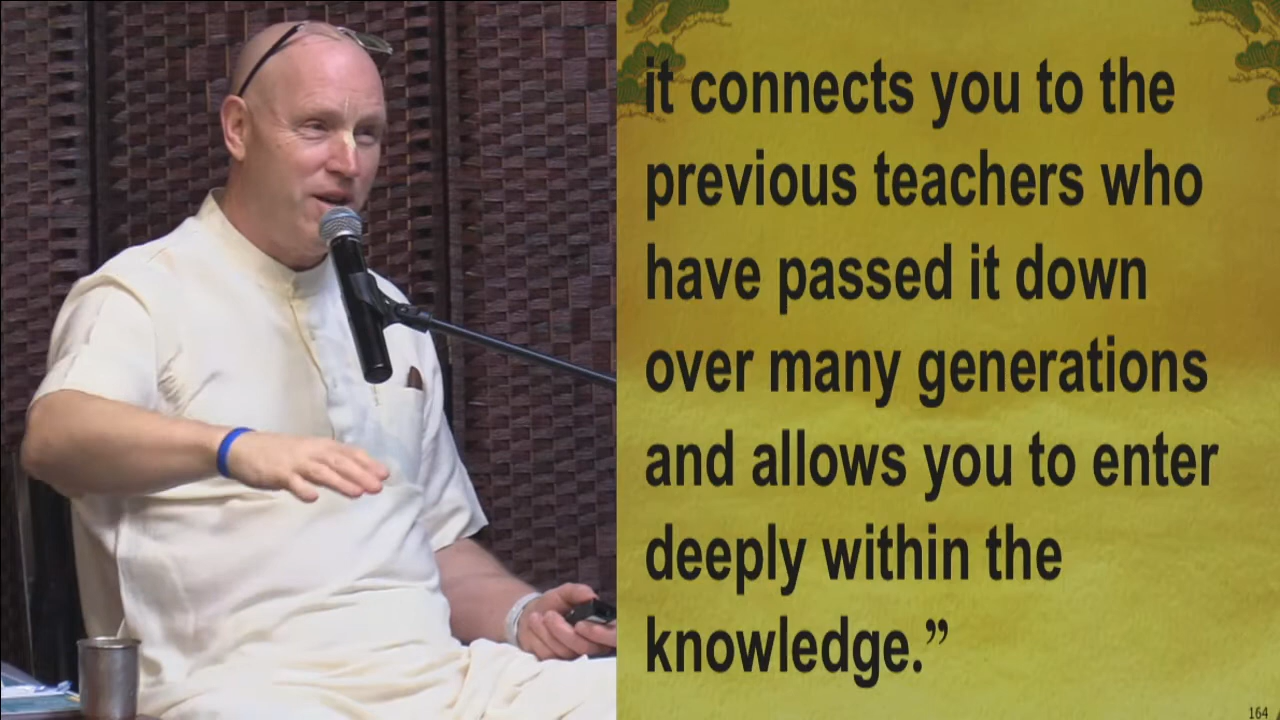 it connects you to the
previous teachers who
have passed it down
over many generations
and allows you to enter
deeply within the
knowledge.”
164